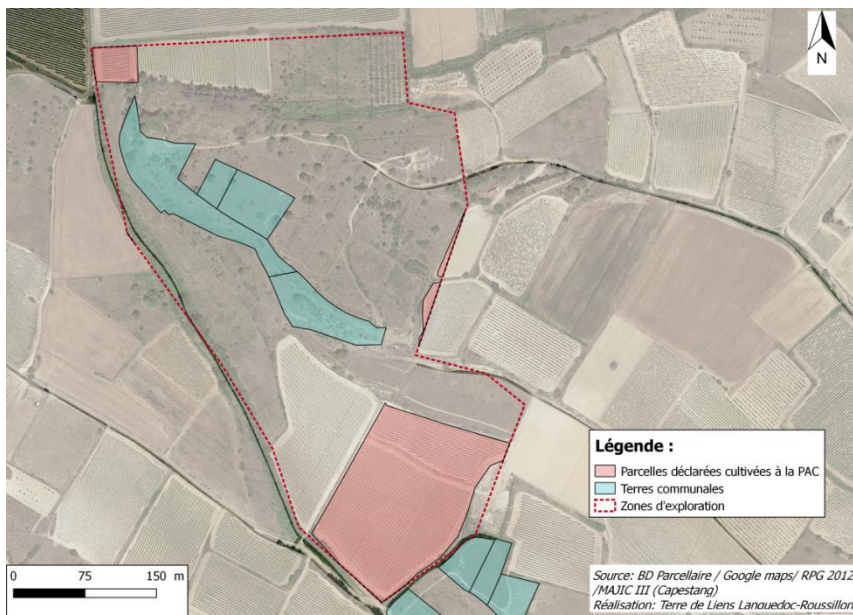 N
Légende :
Parcelles déclarées cultivées à la PAC
Terres communales
Zones d'exploration
0 75 150 m
Source: BD Parcellaire / Google maps/ RPG 2012
/MAJIC III (Capestang)
Réalisation: Terre de Liens Languedoc-Roussillon